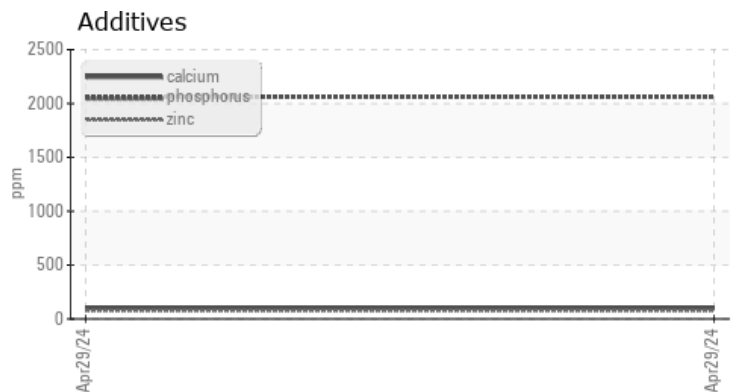 Additives
2500
2000
1500
1000
500
0
ppm
calcium
phosphorus
zinc
Apr29/24
Apr29/24